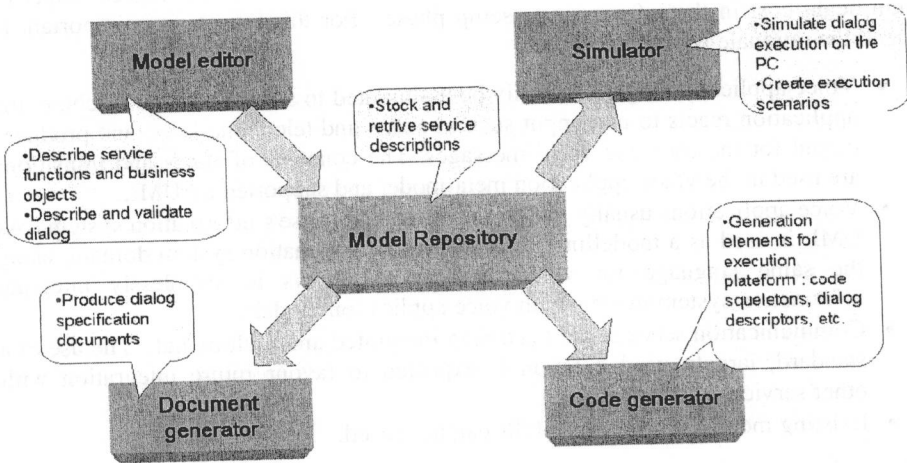 Model editor
Simulator
•Simulate dialog
execution on the
PC
•Create execution
scenarios
•Stock and
retrive service
descriptions
•Describe service
functions and business
objects
•Describe and validate
dialog
Model Repository
•Generation
elements for
execution
plateform : code
squeletons, dialog
descriptors, etc.
•Produce dialog
specification
documents
Document
generator
Code generator